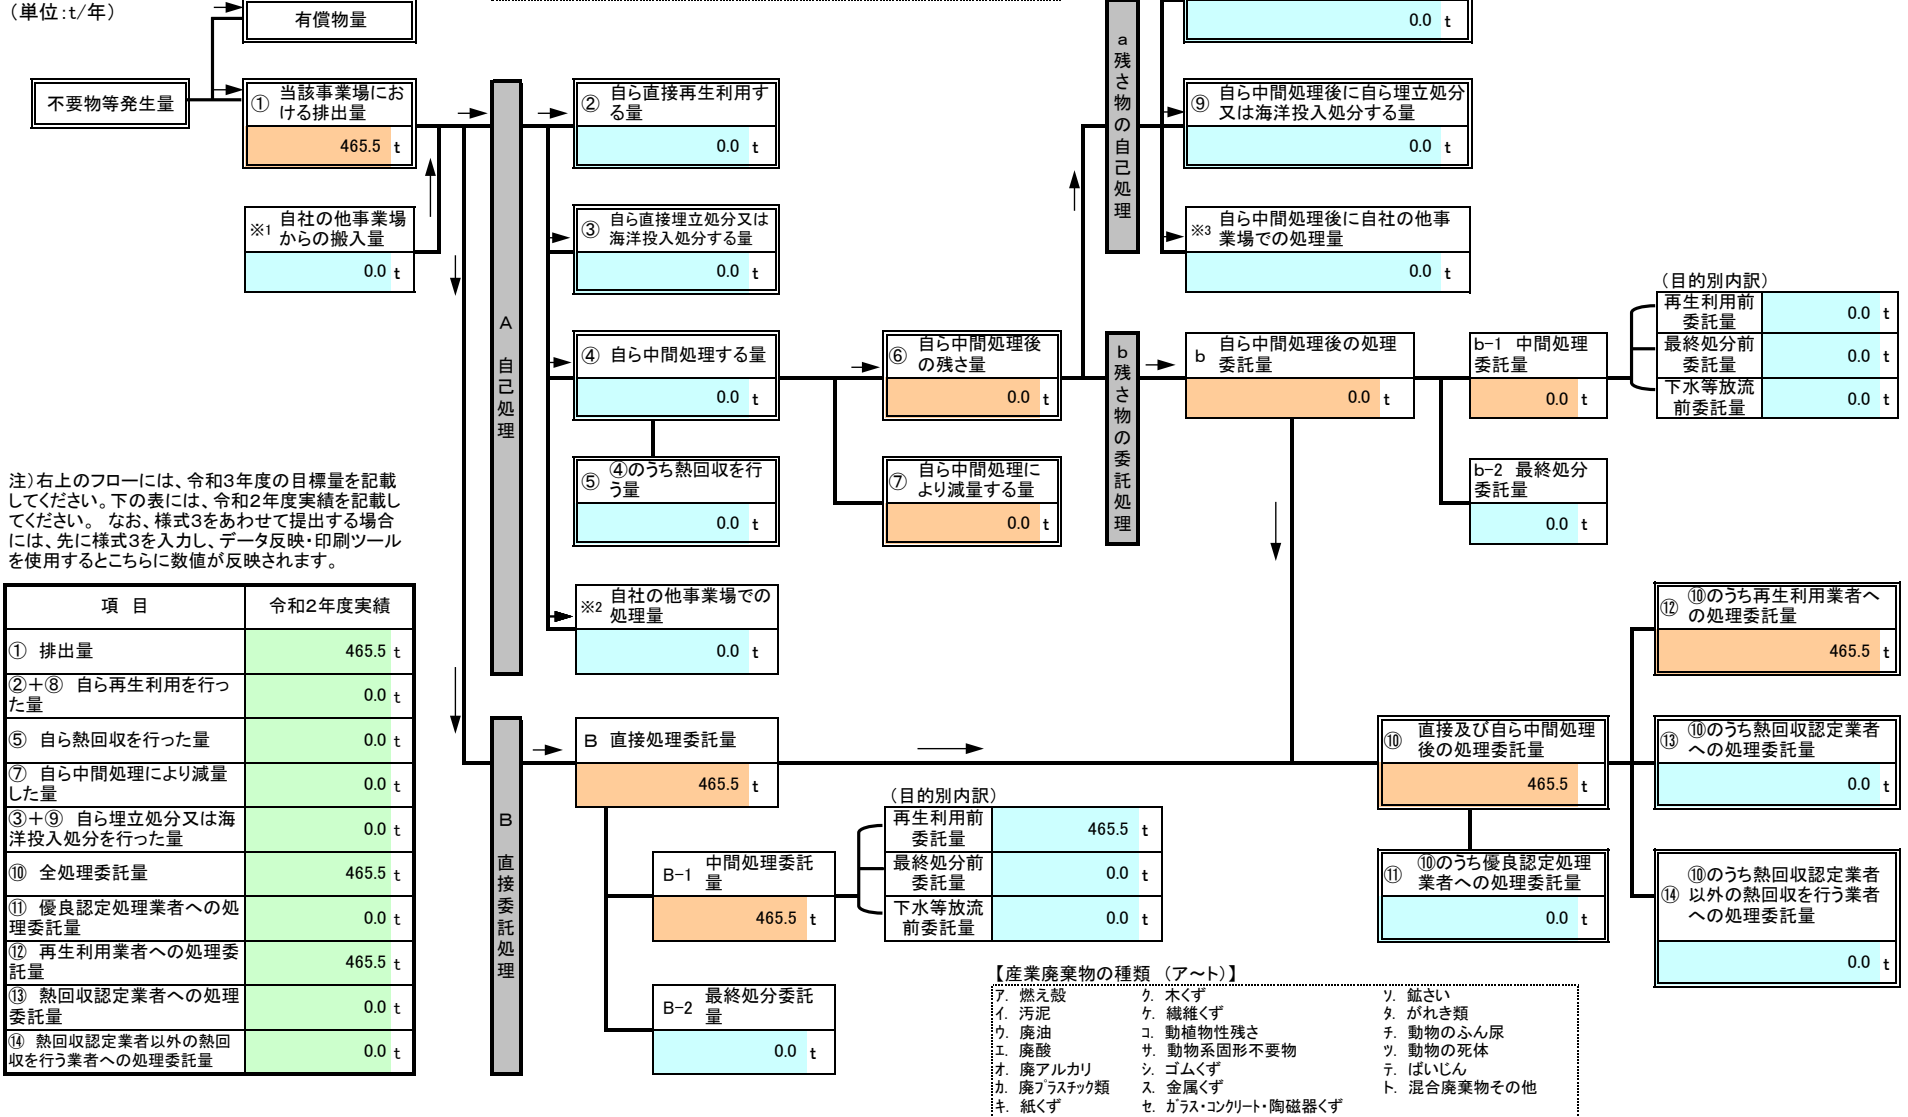 （単位：ｔ/年）
有償物量
不要物等発生量
① 当該事業場にお
ける排出量
465.5 t
※1 自社の他事業場
からの搬入量
0.0 t
A 自己処理
② 自ら直接再生利用す
る量
0.0 t
③ 自ら直接埋立処分又は
海洋投入処分する量
0.0 t
④ 自ら中間処理する量
0.0 t
⑤ ④のうち熱回収を行
う量
0.0 t
※2 自社の他事業場での
処理量
0.0 t
⑥ 自ら中間処理後
の残さ量
0.0 t
⑦ 自ら中間処理に
より減量する量
0.0 t
a 残さ物の自己処理
0.0 t
⑨ 自ら中間処理後に自ら埋立処分
又は海洋投入処分する量
0.0 t
※3 自ら中間処理後に自社の他事
業場での処理量
0.0 t
b 残さ物の委託処理
b 自ら中間処理後の処理
委託量
0.0 t
b-1 中間処理
委託量
0.0 t
（目的別内訳）
再生利用前
委託量
0.0 t
最終処分前
委託量
0.0 t
下水等放流
前委託量
0.0 t
b-2 最終処分
委託量
0.0 t
注）右上のフローには、令和３年度の目標量を記載
してください。下の表には、令和２年度実績を記載し
てください。 なお、様式３をあわせて提出する場合
には、先に様式３を入力し、データ反映・印刷ツール
を使用するとこちらに数値が反映されます。
項 目 令和２年度実績
① 排出量 465.5 t
②＋⑧ 自ら再生利用を行っ
た量 0.0 t
⑤ 自ら熱回収を行った量 0.0 t
⑦ 自ら中間処理により減量
した量 0.0 t
③＋⑨ 自ら埋立処分又は海
洋投入処分を行った量 0.0 t
⑩ 全処理委託量 465.5 t
⑪ 優良認定処理業者への処
理委託量 0.0 t
⑫ 再生利用業者への処理委
託量 465.5 t
⑬ 熱回収認定業者への処理
委託量 0.0 t
⑭ 熱回収認定業者以外の熱回
収を行う業者への処理委託量 0.0 t
B 直接委託処理
B 直接処理委託量
465.5 t
B-1 中間処理委託
量
465.5 t
（目的別内訳）
再生利用前
委託量
465.5 t
最終処分前
委託量
0.0 t
下水等放流
前委託量
0.0 t
B-2 最終処分委託
量
0.0 t
⑩ 直接及び自ら中間処理
後の処理委託量
465.5 t
⑪ ⑩のうち優良認定処理
業者への処理委託量
0.0 t
⑫ ⑩のうち再生利用業者へ
の処理委託量
465.5 t
⑬ ⑩のうち熱回収認定業者
への処理委託量
0.0 t
⑭ ⑩のうち熱回収認定業者
以外の熱回収を行う業者
への処理委託量
0.0 t
【産業廃棄物の種類 （ア～ト）】
ア. 燃え殻 ク. 木くず ソ. 鉱さい
イ. 汚泥 ケ. 繊維くず タ. がれき類
ウ. 廃油 コ. 動植物性残さ チ. 動物のふん尿
エ. 廃酸 サ. 動物系固形不要物 ツ. 動物の死体
オ. 廃アルカリ シ. ゴムくず テ. ばいじん
カ. 廃ﾌﾟﾗｽﾁｯｸ類 ス. 金属くず ト. 混合廃棄物その他
キ. 紙くず セ. ｶﾞﾗｽ・ｺﾝｸﾘｰﾄ・陶磁器くず